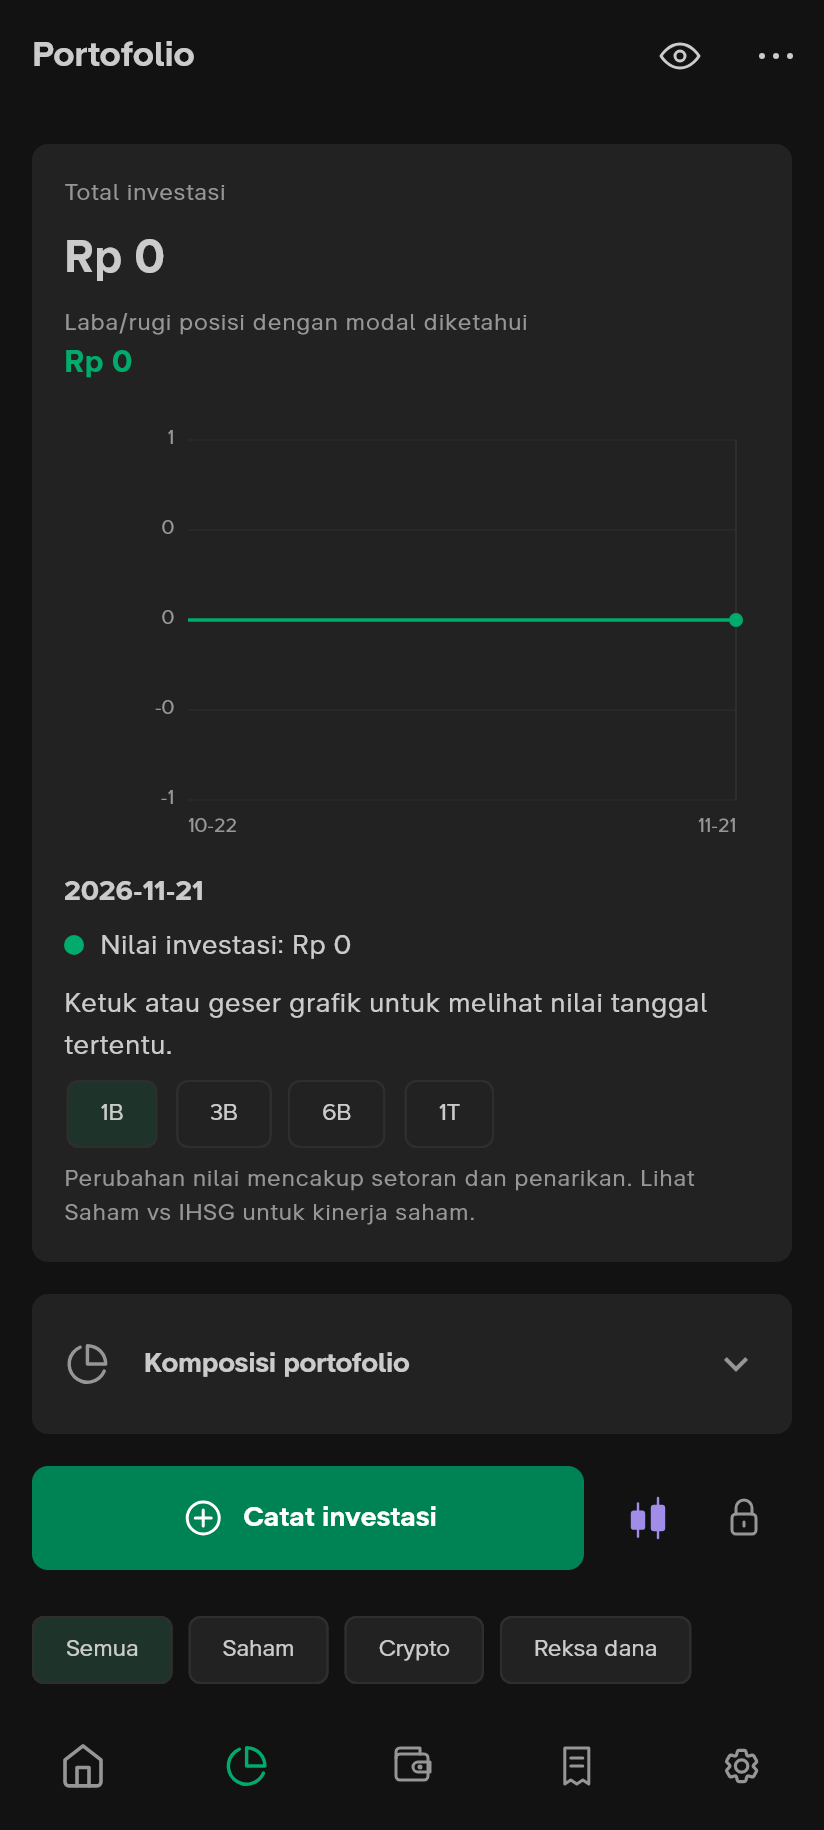 Portofolio
Total investasi
Rp 0
Laba/rugi posisi dengan modal diketahui
Rp 0
1
0
0
-0
-1
10-22 11-21
2026-11-21
Nilai investasi: Rp 0
Ketuk atau geser grafik untuk melihat nilai tanggal
tertentu.
1B 3B 6B 1T
Perubahan nilai mencakup setoran dan penarikan. Lihat
Saham vs IHSG untuk kinerja saham.
Komposisi portofolio
Catat investasi
Semua Saham Crypto Reksa dana